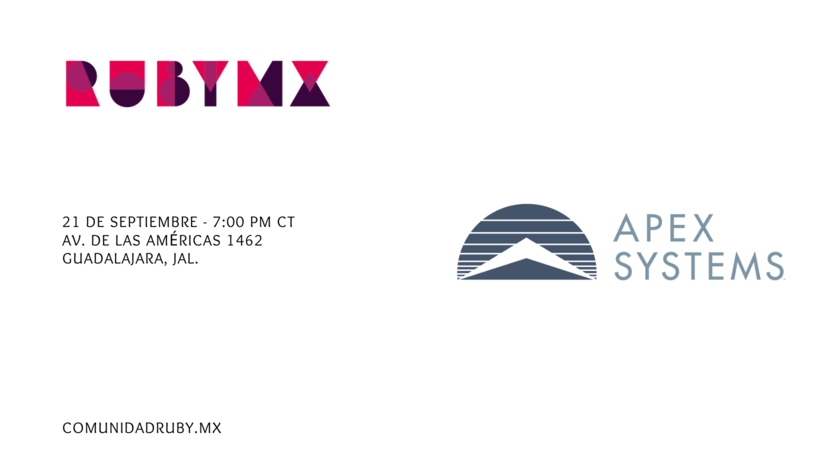 RUBYMX
21 DE SEPTIEMBRE - 7:00 PM CT
AV. DE LAS AMÉRICAS 1462
GUADALAJARA, JAL.
APEX
SYSTEMS
COMUNIDADRUBY.MX